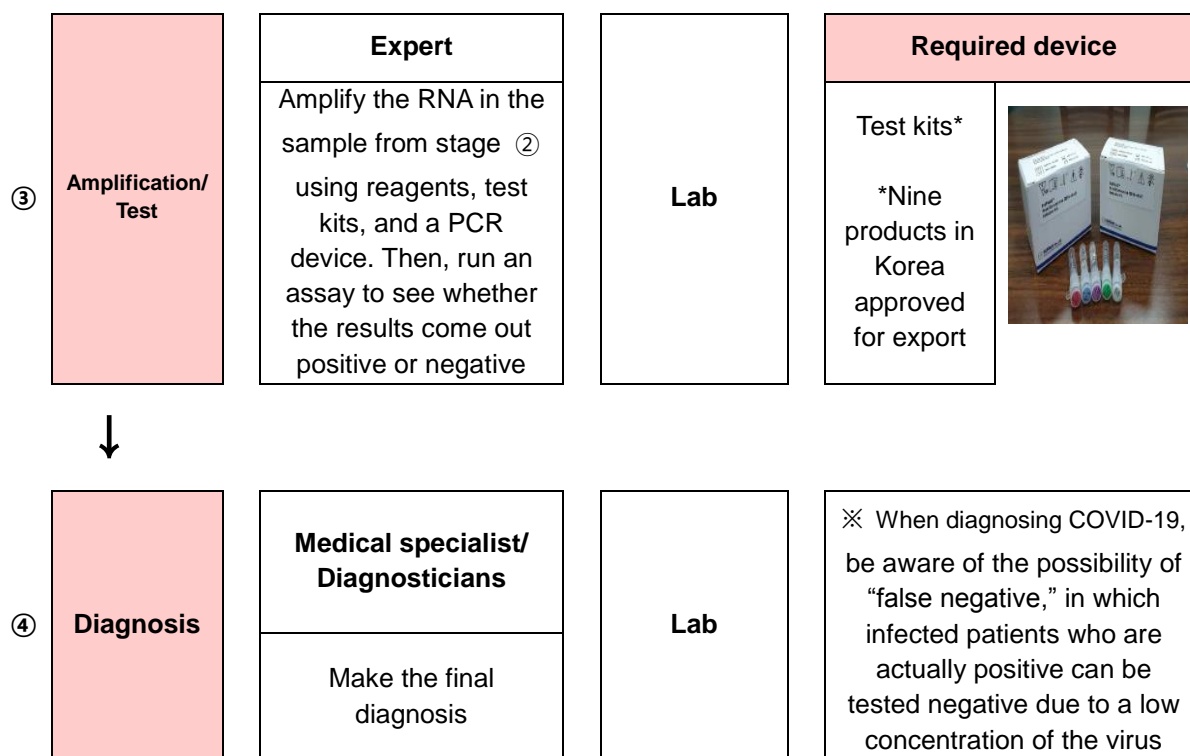 ③
Amplification/
Test
Expert
Amplify the RNA in the
sample from stage ②
using reagents, test
kits, and a PCR
device. Then, run an
assay to see whether
the results come out
positive or negative
Lab
Required device
Test kits*
*Nine
products in
Korea
approved
for export
↓
④
Diagnosis
Medical specialist/
Diagnosticians
Make the final
diagnosis
Lab
※ When diagnosing COVID-19,
be aware of the possibility of
“false negative,” in which
infected patients who are
actually positive can be
tested negative due to a low
concentration of the virus